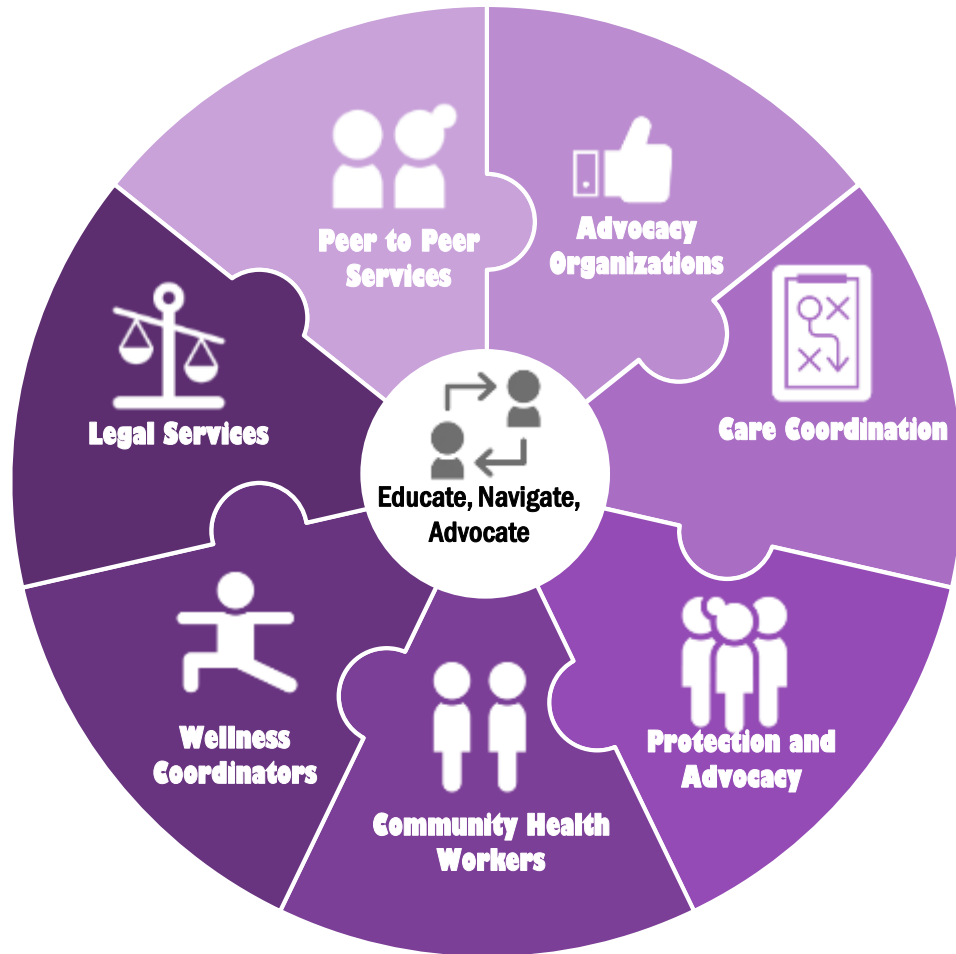 Peer to Peer
Services
Advocacy
Organizations
Care Coordination
Protection and
Advocacy
Community Health
Workers
Wellness
Coordinators
Legal Services
Educate, Navigate,
Advocate